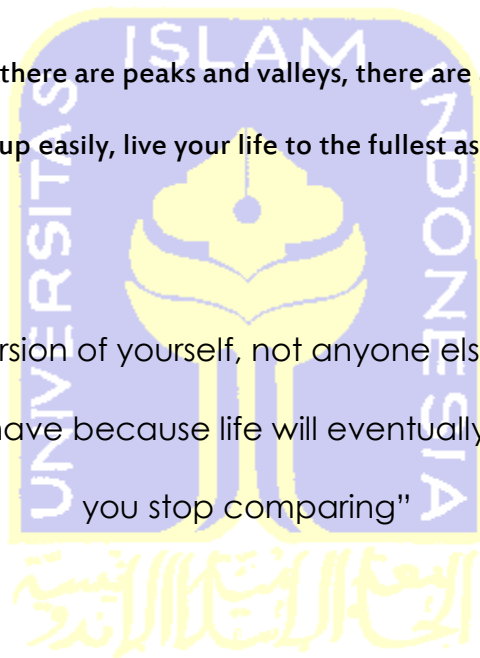 ISLAM
there are peaks and valleys, there are
up easily, live your life to the fullest as
UNIVERSITAS
INDONESIA
rsion of yourself, not anyone els
have because life will eventually
you stop comparing”